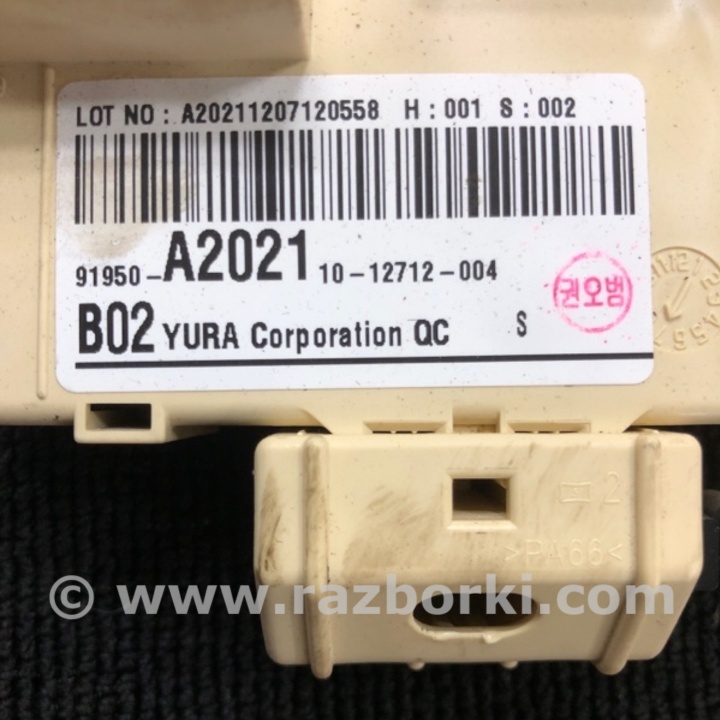 LOT NO : A20211207120558 H : 001 S : 002
91950-A2021 10-12712-004
B02 YURA Corporation QC S
권오범
2
>PA66<
© www.razborki.com